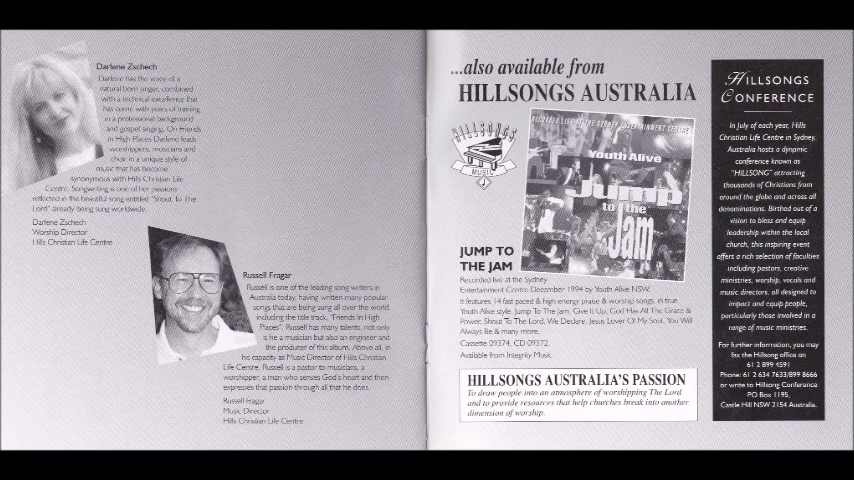 Darlene Zschech
Darlene has the voice of a
natural born singer, combined
with a technical excellence that
has come with years of training
in a professional background
and gospel singing. On Friends
in High Places Darlene leads
worshippers, musicians and
choir in a unique style of
music that has become
synonymous with Hills Christian Life
Centre. Songwriting is one of her passions
reflected in the beautiful song entitled "Shout To The
Lord" already being sung worldwide.
Darlene Zschech
Worship Director
Hills Christian Life Centre
Russell Fragar
Russell is one of the leading song writers in
Australia today, having written many popular
songs that are being sung all over the world,
including the title track, "Friends In High
Places". Russell has many talents, not only
is he a musician but also an engineer and
the producer of this album. Above all, in
his capacity as Music Director of Hills Christian
Life Centre, Russell is a pastor to musicians, a
worshipper, a man who senses God's heart and then
expresses that passion through all that he does.
Russell Fragar
Music Director
Hills Christian Life Centre
...also available from
HILLSONGS AUSTRALIA
HILLSONGS
MUSIC
RECORDED LIVE AT THE SYDNEY ENTERTAINMENT CENTRE
Youth Alive
Jump
to the
Jam
JUMP TO
THE JAM
Recorded live at the Sydney
Entertainment Centre December 1994 by Youth Alive NSW.
It features 14 fast paced & high energy praise & worship songs, in true
Youth Alive style. Jump To The Jam, Give It Up, God Has All The Grace &
Power, Shout To The Lord, We Declare, Jesus Lover Of My Soul, You Will
Always Be & many more.
Cassette 09374, CD 09372.
Available from Integrity Music.
HILLSONGS AUSTRALIA'S PASSION
To draw people into an atmosphere of worshipping The Lord
and to provide resources that help churches break into another
dimension of worship.
HILLSONGS
CONFERENCE
In July of each year, Hills
Christian Life Centre in Sydney,
Australia hosts a dynamic
conference known as
"HILLSONG" attracting
thousands of Christians from
around the globe and across all
denominations. Birthed out of a
vision to bless and equip
leadership within the local
church, this inspiring event
offers a rich selection of faculties
including pastors, creative
ministries, worship, vocals and
music directors, all designed to
impact and equip people,
particularly those involved in a
range of music ministries.
For further information, you may
fax the Hillsong office on
61 2 899 4591
Phone: 61 2 634 7633/899 8666
or write to Hillsong Conference
PO Box 1195,
Castle Hill NSW 2154 Australia.